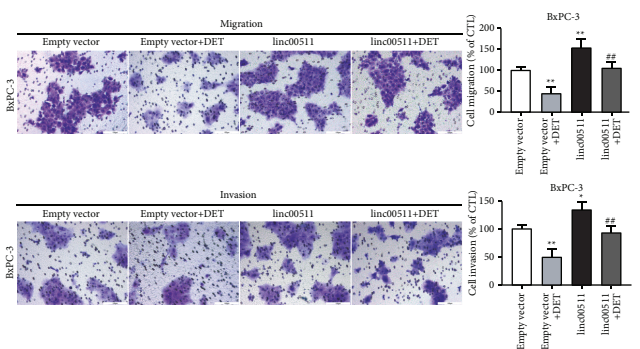 Migration
Empty vector
Empty vector+DET
linc00511
linc00511+DET
BxPC-3
BxPC-3
Cell migration (% of CTL)
200
150
100
50
0
**
**
##
Empty vector
Empty vector
+DET
linc00511
linc00511
+DET
Invasion
Empty vector
Empty vector+DET
linc00511
linc00511+DET
BxPC-3
BxPC-3
Cell invasion (% of CTL)
150
100
50
0
**
*
##
Empty vector
Empty vector
+DET
linc00511
linc00511
+DET